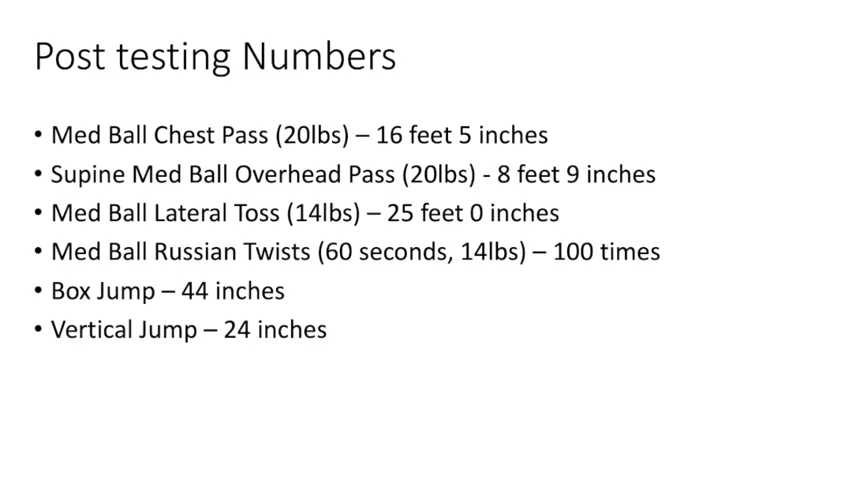 Post testing Numbers
• Med Ball Chest Pass (20lbs) – 16 feet 5 inches
• Supine Med Ball Overhead Pass (20lbs) - 8 feet 9 inches
• Med Ball Lateral Toss (14lbs) – 25 feet 0 inches
• Med Ball Russian Twists (60 seconds, 14lbs) – 100 times
• Box Jump – 44 inches
• Vertical Jump – 24 inches